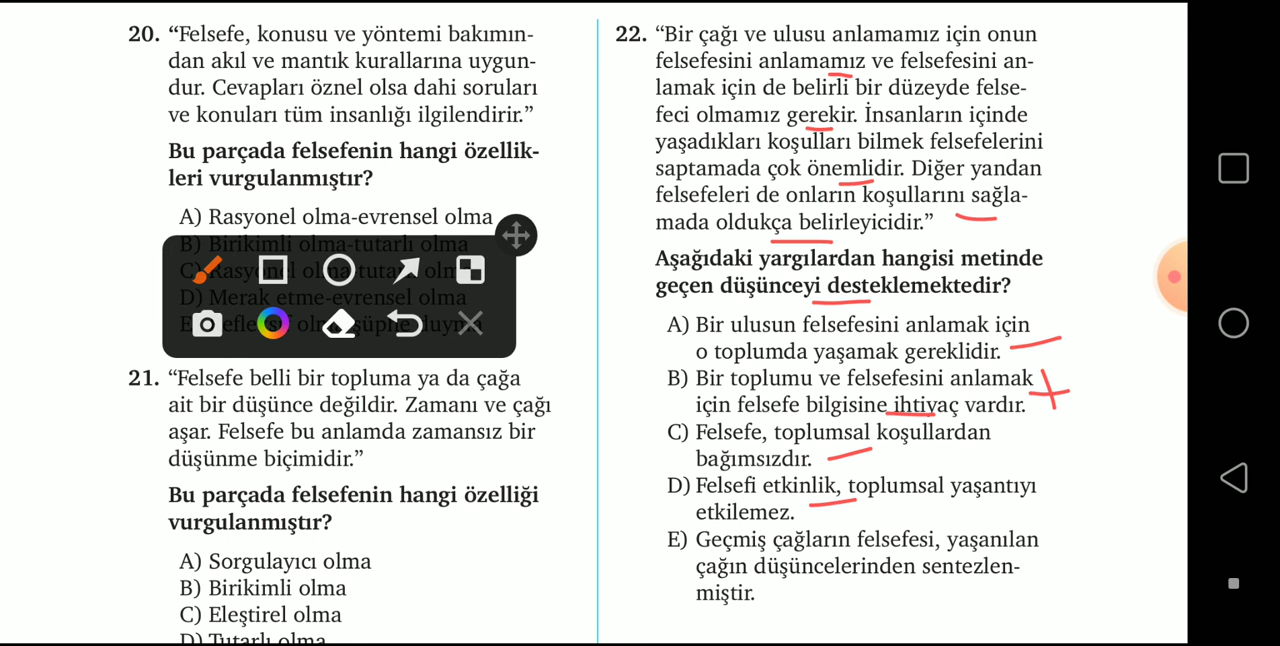 20. “Felsefe, konusu ve yöntemi bakımın-
dan akıl ve mantık kurallarına uygun-
dur. Cevapları öznel olsa dahi soruları
ve konuları tüm insanlığı ilgilendirir.”
Bu parçada felsefenin hangi özellik-
leri vurgulanmıştır?
A) Rasyonel olma-evrensel olma
B) Birikimli olma-tutarlı olma
C) Rasyonel olma-tutarlı olma
D) Merak etme-evrensel olma
21. “Felsefe belli bir topluma ya da çağa
ait bir düşünce değildir. Zamanı ve çağı
aşar. Felsefe bu anlamda zamansız bir
düşünme biçimidir.”
Bu parçada felsefenin hangi özelliği
vurgulanmıştır?
A) Sorgulayıcı olma
B) Birikimli olma
C) Eleştirel olma
D) Tutarlı olma
22. “Bir çağı ve ulusu anlamamız için onun
felsefesini anlamamız ve felsefesini an-
lamak için de belirli bir düzeyde felse-
feci olmamız gerekir. İnsanların içinde
yaşadıkları koşulları bilmek felsefelerini
saptamada çok önemlidir. Diğer yandan
felsefeleri de onların koşullarını sağla-
mada oldukça belirleyicidir.”
Aşağıdaki yargılardan hangisi metinde
geçen düşünceyi desteklemektedir?
A) Bir ulusun felsefesini anlamak için
o toplumda yaşamak gereklidir.
B) Bir toplumu ve felsefesini anlamak
için felsefe bilgisine ihtiyaç vardır.
C) Felsefe, toplumsal koşullardan
bağımsızdır.
D) Felsefi etkinlik, toplumsal yaşantıyı
etkilemez.
E) Geçmiş çağların felsefesi, yaşanılan
çağın düşüncelerinden sentezlen-
miştir.